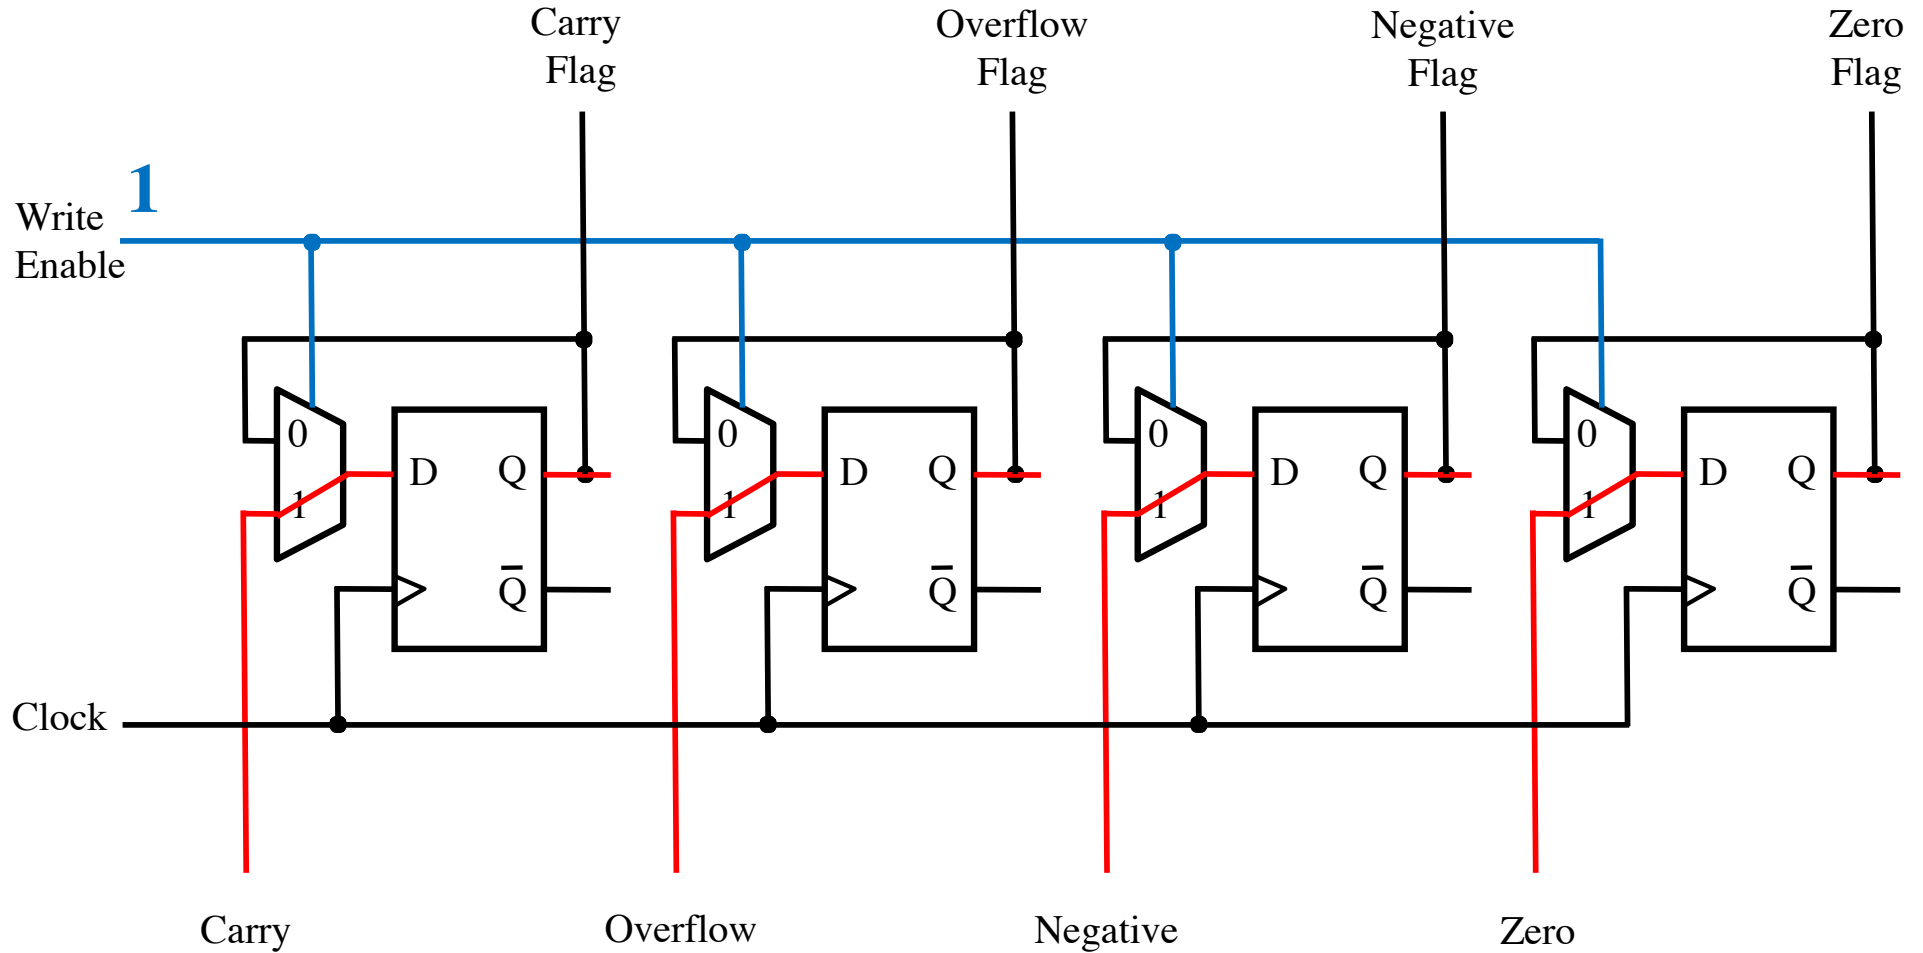 Carry
Flag
Overflow
Flag
Negative
Flag
Zero
Flag
1
Write
Enable
0
1
D
Q
Q̅
0
1
D
Q
Q̅
0
1
D
Q
Q̅
0
1
D
Q
Q̅
Clock
Carry
Overflow
Negative
Zero